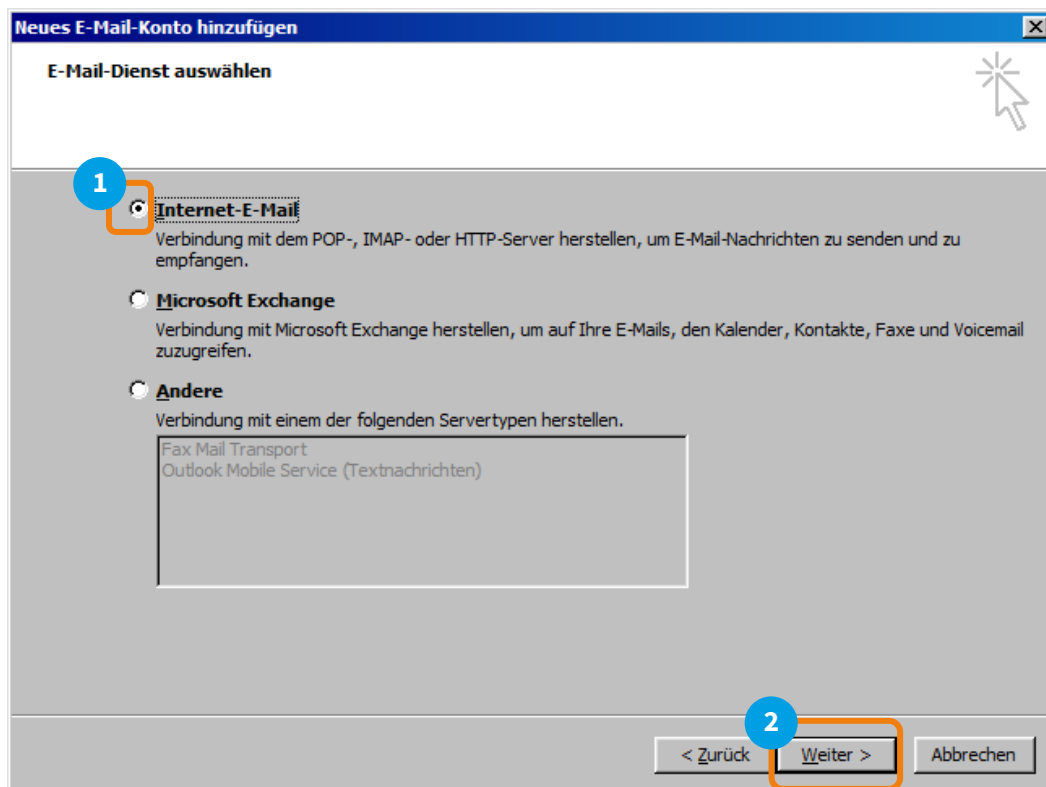 Neues E-Mail-Konto hinzufügen
E-Mail-Dienst auswählen
1
Internet-E-Mail
Verbindung mit dem POP-, IMAP- oder HTTP-Server herstellen, um E-Mail-Nachrichten zu senden und zu
empfangen.
Microsoft Exchange
Verbindung mit Microsoft Exchange herstellen, um auf Ihre E-Mails, den Kalender, Kontakte, Faxe und Voicemail
zuzugreifen.
Andere
Verbindung mit einem der folgenden Servertypen herstellen.
Fax Mail Transport
Outlook Mobile Service (Textnachrichten)
2
< Zurück Weiter > Abbrechen